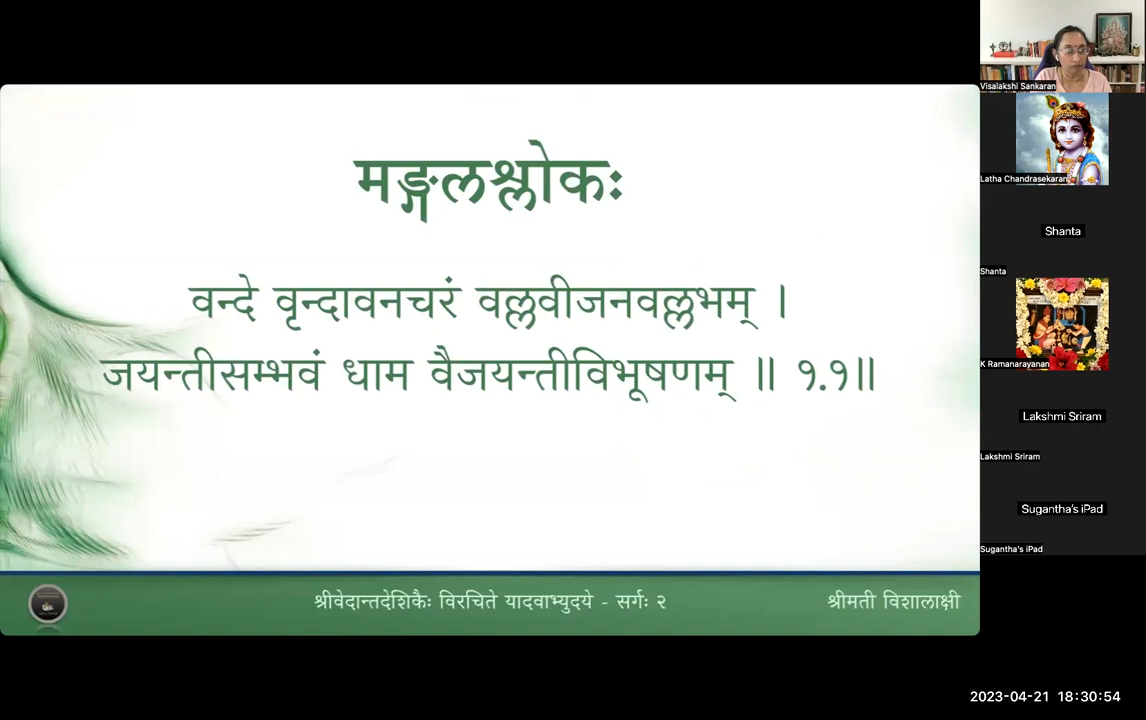 मङ्गलश्लोकः
वन्दे वृन्दावनचरं वल्लवीजनवल्लभम् ।
जयन्तीसम्भवं धाम वैजयन्तीविभूषणम् ॥ १.१॥
श्रीवेदान्तदेशिकैः विरचिते यादवाभ्युदये - सर्गः २
श्रीमती विशालाक्षी
Visalakshi Sankaran
Latha Chandrasekaran
Shanta
Shanta
K Ramanarayanan
Lakshmi Sriram
Lakshmi Sriram
Sugantha's iPad
Sugantha's iPad
2023-04-21 18:30:54